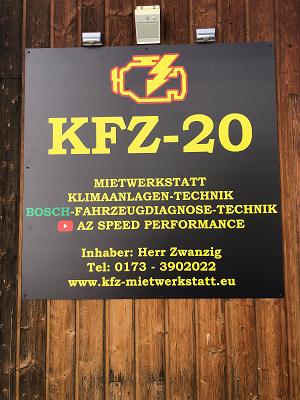 KFZ-20
MIETWERKSTATT
KLIMAANLAGEN-TECHNIK
BOSCH-FAHRZEUGDIAGNOSE-TECHNIK
AZ SPEED PERFORMANCE
Inhaber: Herr Zwanzig
Tel: 0173 - 3902022
www.kfz-mietwerkstatt.eu